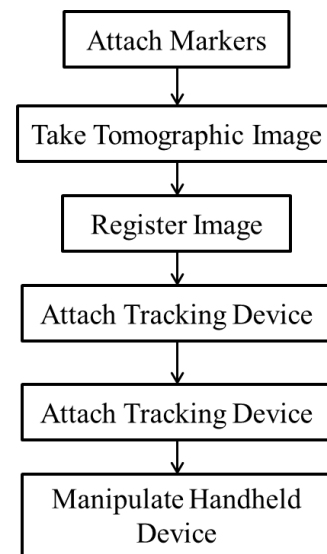 Attach Markers
Take Tomographic Image
Register Image
Attach Tracking Device
Attach Tracking Device
Manipulate Handheld
Device